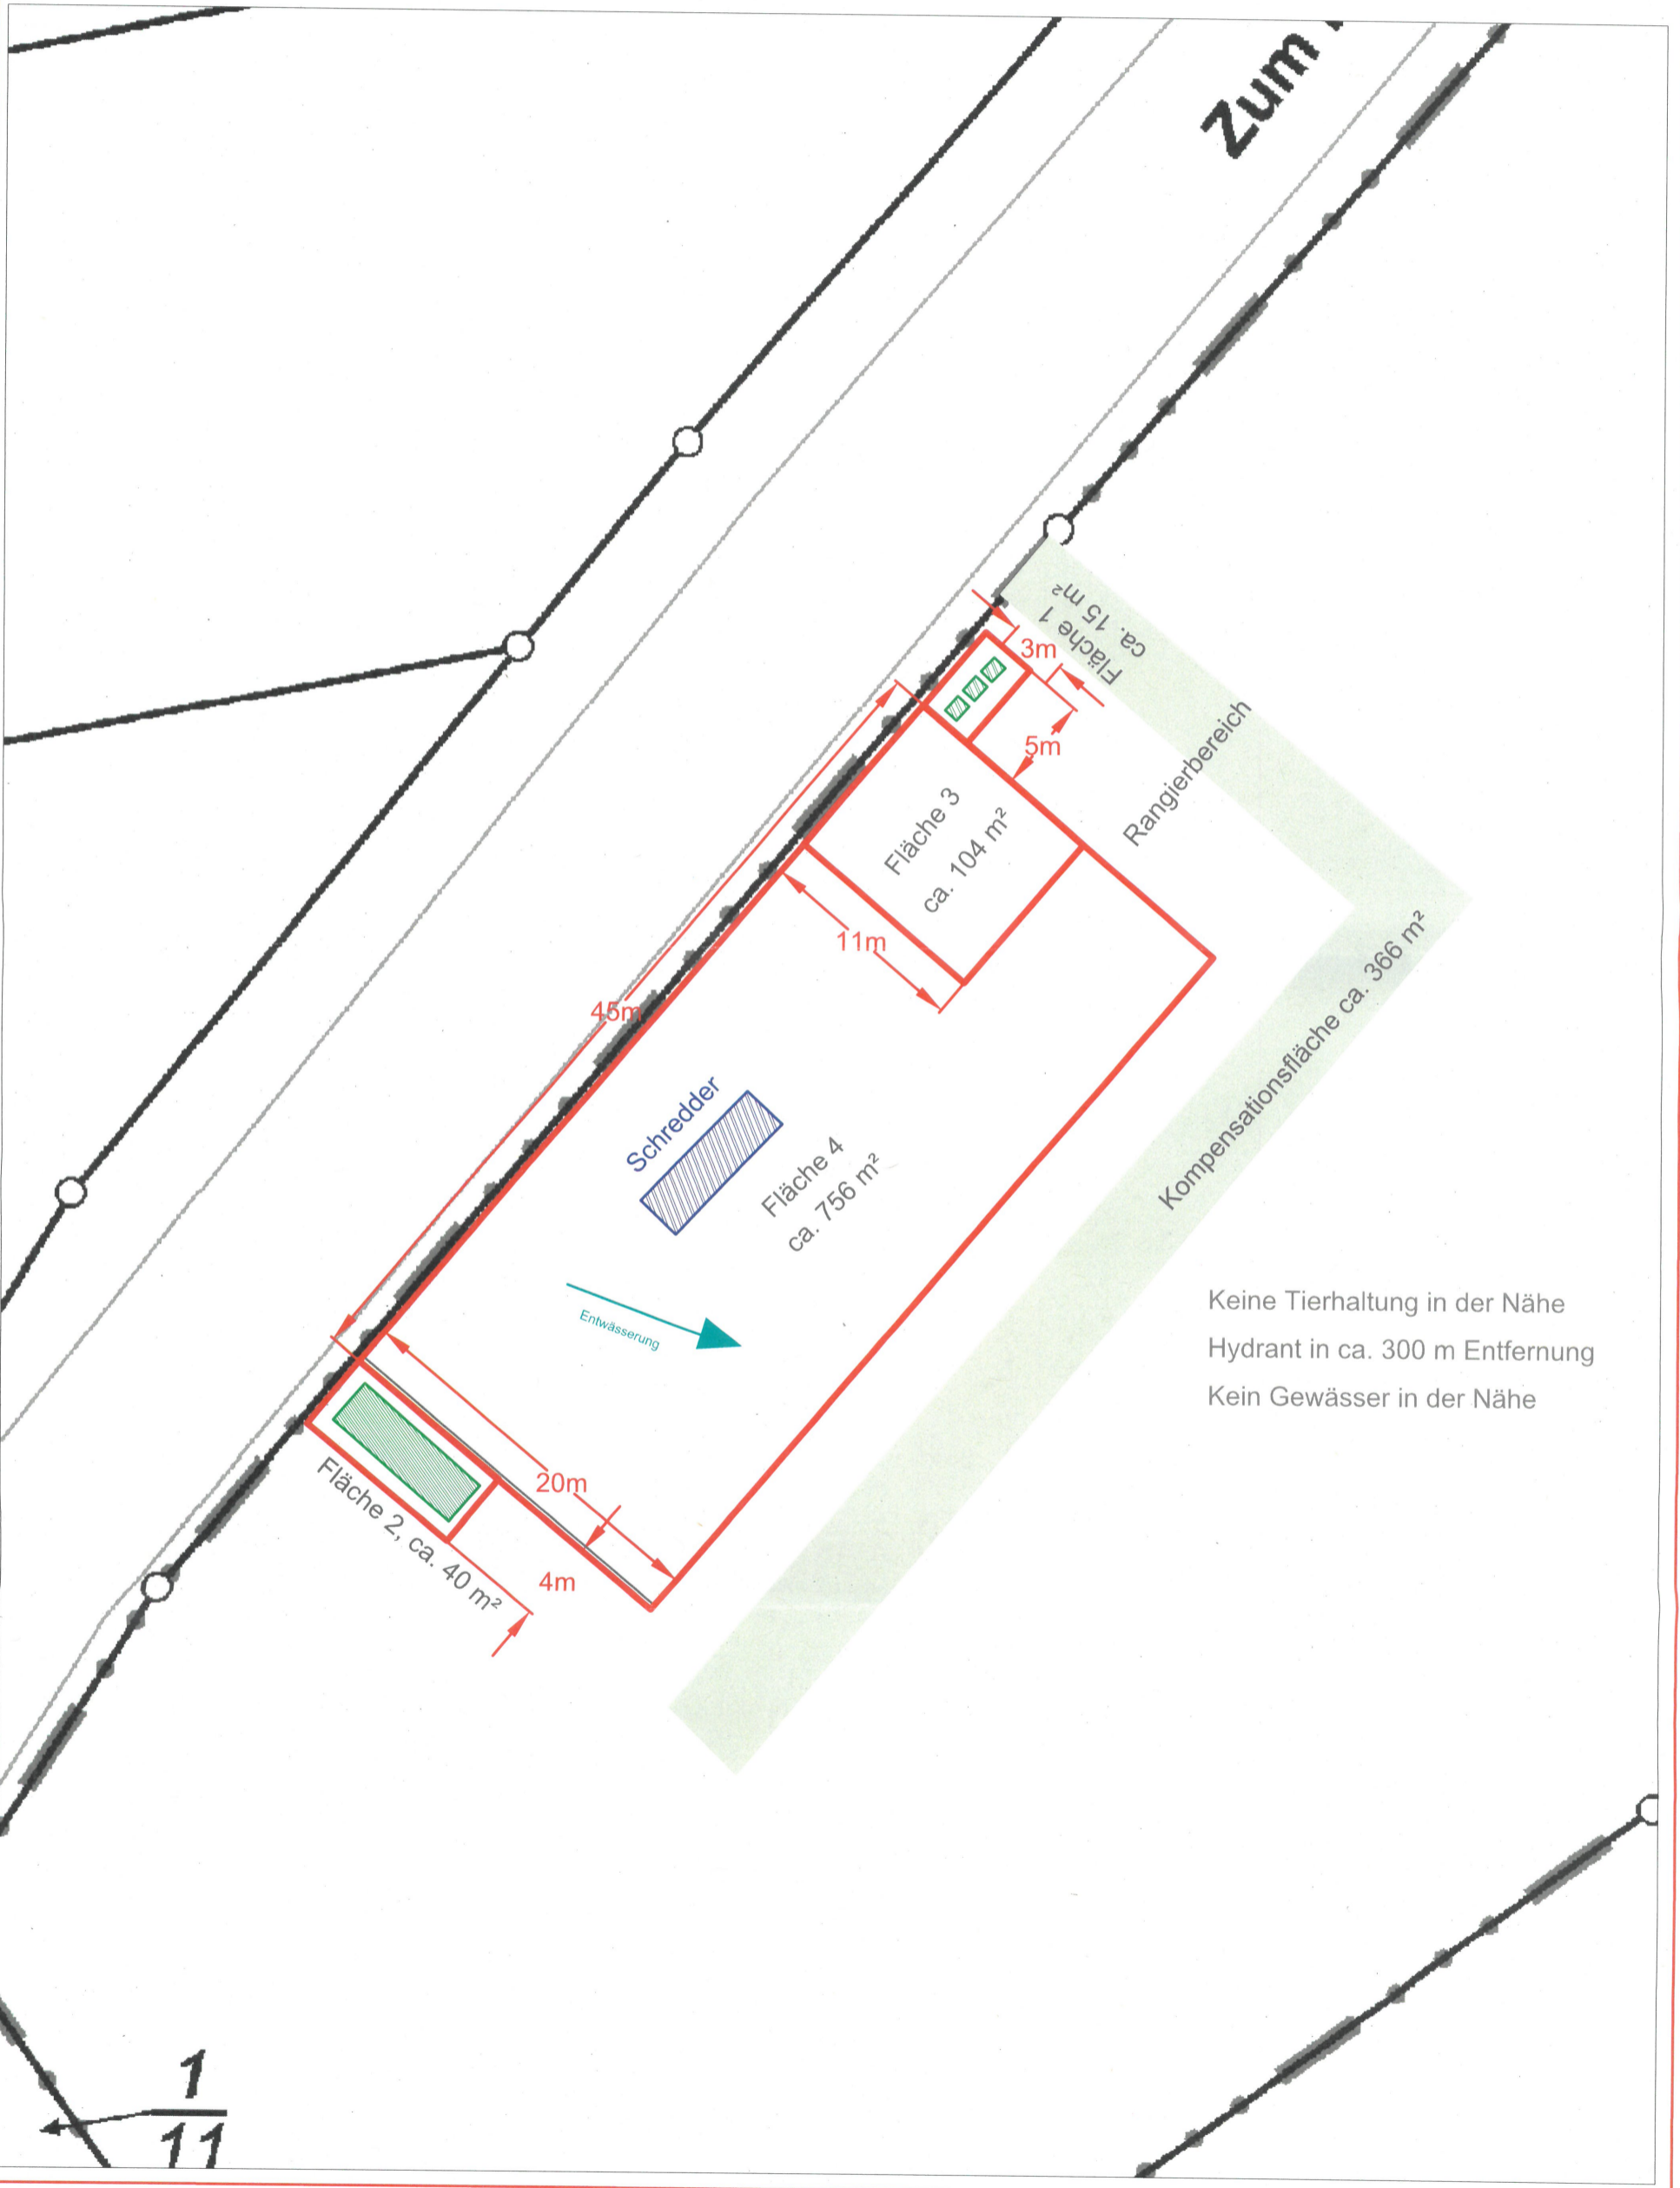 Zum
Fläche 1
ca. 15 m²
3m
5m
Rangierbereich
Fläche 3
ca. 104 m²
11m
45m
Kompensationsfläche ca. 366 m²
Schredder
Fläche 4
ca. 756 m²
Entwässerung
Keine Tierhaltung in der Nähe
Hydrant in ca. 300 m Entfernung
Kein Gewässer in der Nähe
20m
Fläche 2, ca. 40 m²
4m
1
11